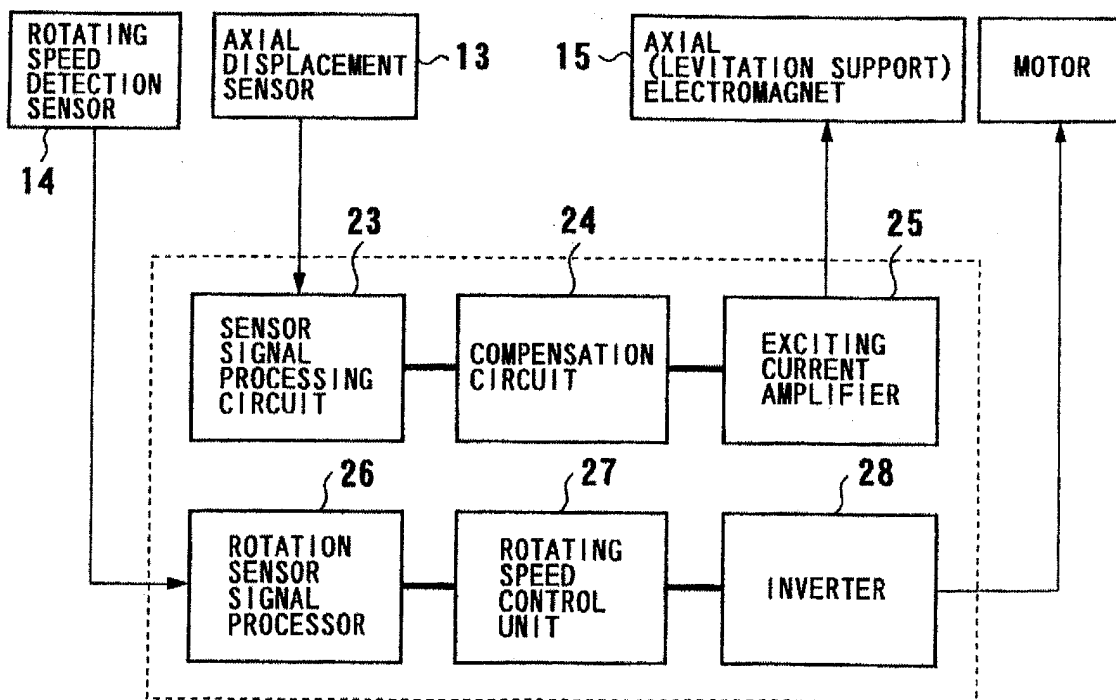 ROTATING
SPEED
DETECTION
SENSOR
14
AXIAL
DISPLACEMENT
SENSOR
13
15
AXIAL
(LEVITATION SUPPORT)
ELECTROMAGNET
MOTOR
23
SENSOR
SIGNAL
PROCESSING
CIRCUIT
24
COMPENSATION
CIRCUIT
25
EXCITING
CURRENT
AMPLIFIER
26
ROTATION
SENSOR
SIGNAL
PROCESSOR
27
ROTATING
SPEED
CONTROL
UNIT
28
INVERTER